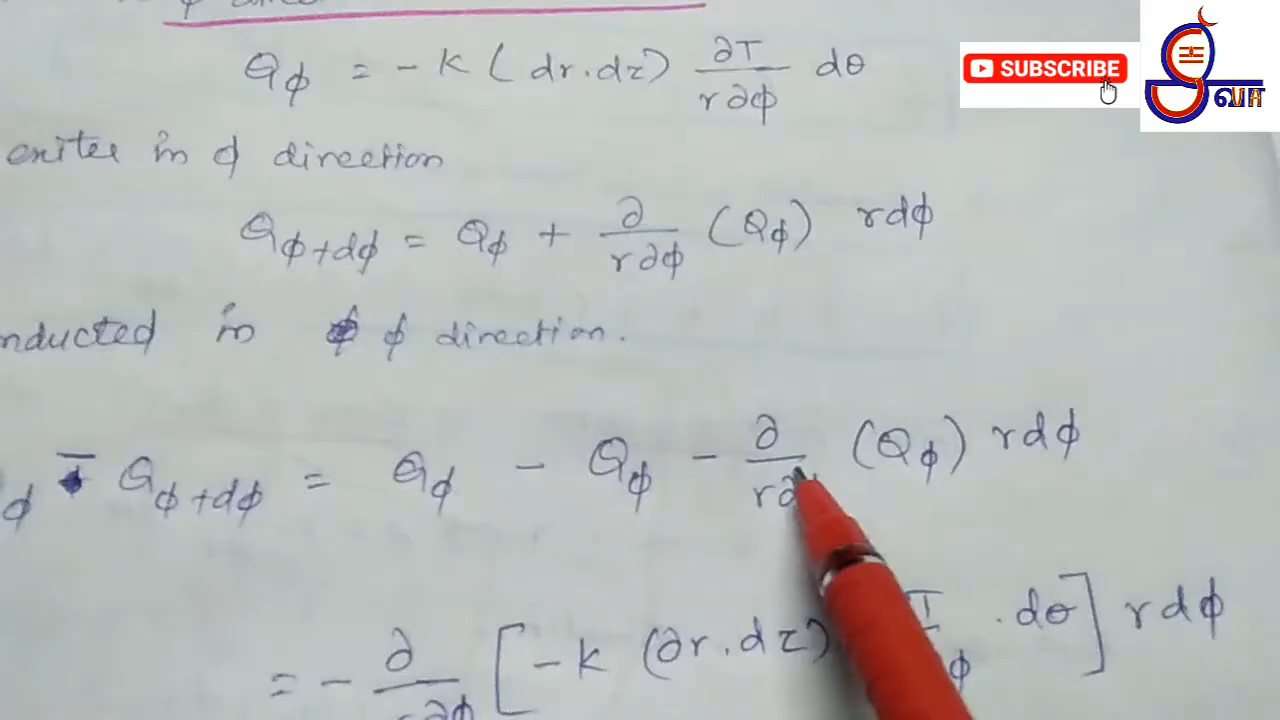 Qφ = - K (dr.dz) ∂T/r∂φ dθ
SUBSCRIBE
சிவா
in φ direction
Qφ+dφ = Qφ + ∂/r∂φ (Qφ) rdφ
nducted in φ direction.
φ - Qφ+dφ = Qφ - Qφ - ∂/r∂ (Qφ) rdφ
= - ∂/r∂φ [-K (∂r.dz) T φ . dθ] rdφ